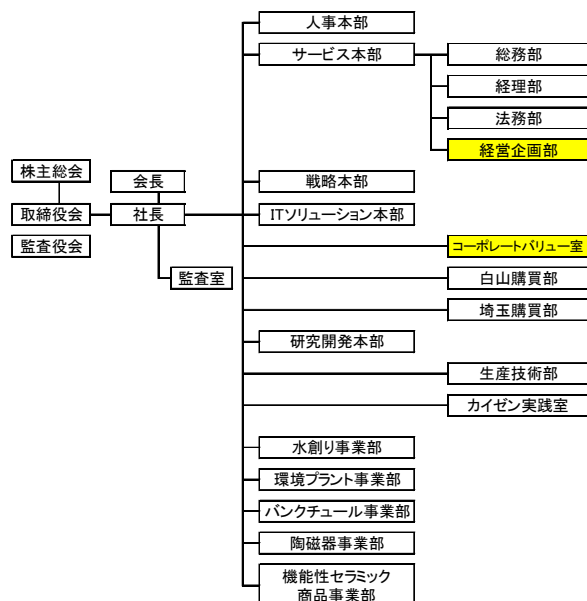 人事本部
サービス本部
総務部
経理部
法務部
経営企画部
株主総会
会長
戦略本部
取締役会
社長
ITソリューション本部
監査役会
コーポレートバリュー室
監査室
白山購買部
埼玉購買部
研究開発本部
生産技術部
カイゼン実践室
水創り事業部
環境プラント事業部
バンクチュール事業部
陶磁器事業部
機能性セラミック
商品事業部